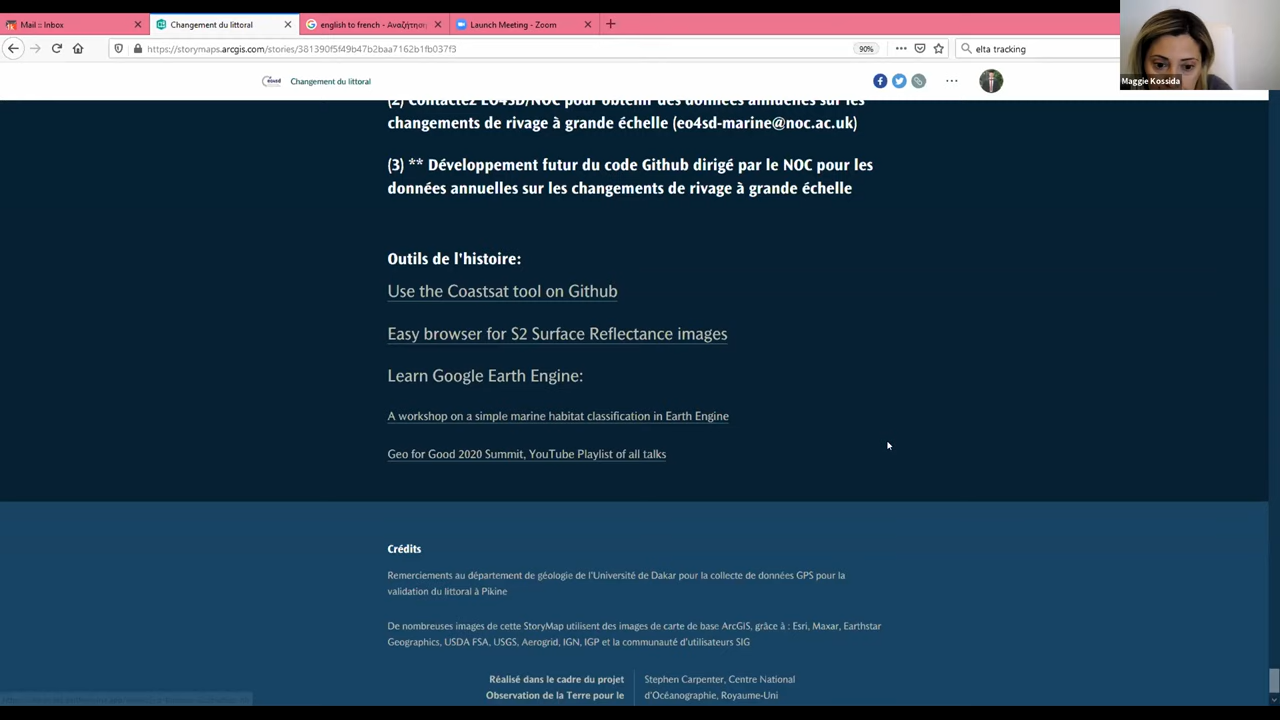 Mail :: Inbox
Changement du littoral
english to french - Αναζήτηση
Launch Meeting - Zoom
https://storymaps.arcgis.com/stories/381390f5f49b47b2baa7162b1fb037f3
90%
elta tracking
Maggie Kossida
Changement du littoral
(2) Contactez EO4SD/NOC pour obtenir des données annuelles sur les
changements de rivage à grande échelle (eo4sd-marine@noc.ac.uk)
(3) ** Développement futur du code Github dirigé par le NOC pour les
données annuelles sur les changements de rivage à grande échelle
Outils de l'histoire:
Use the Coastsat tool on Github
Easy browser for S2 Surface Reflectance images
Learn Google Earth Engine:
A workshop on a simple marine habitat classification in Earth Engine
Geo for Good 2020 Summit, YouTube Playlist of all talks
Crédits
Remerciements au département de géologie de l'Université de Dakar pour la collecte de données GPS pour la
validation du littoral à Pikine
De nombreuses images de cette StoryMap utilisent des images de carte de base ArcGIS, grâce à : Esri, Maxar, Earthstar
Geographics, USDA FSA, USGS, Aerogrid, IGN, IGP et la communauté d'utilisateurs SIG
Réalisé dans le cadre du projet
Observation de la Terre pour le
Stephen Carpenter, Centre National
d'Océanographie, Royaume-Uni